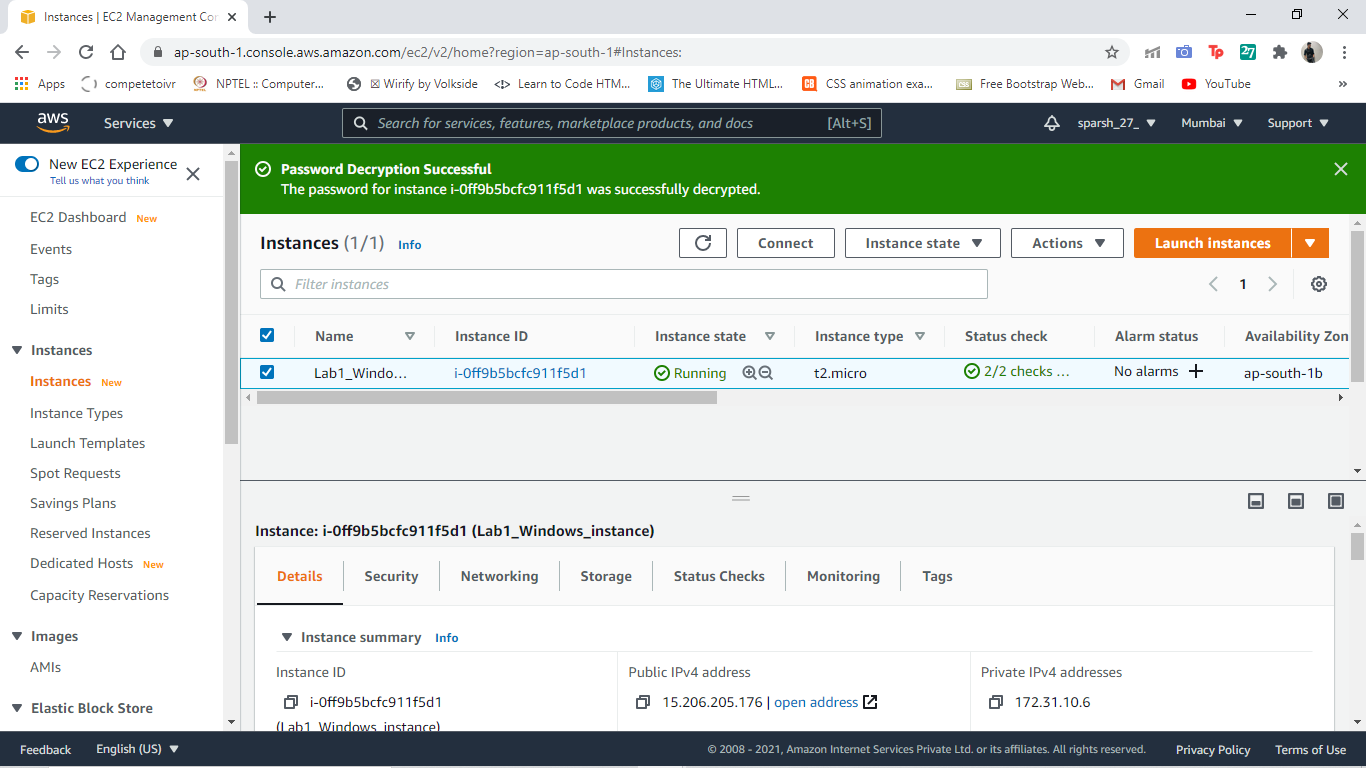 Instances | EC2 Management Con
ap-south-1.console.aws.amazon.com/ec2/v2/home?region=ap-south-1#Instances:
Apps competetoivr NPTEL :: Computer... Wirify by Volkside Learn to Code HTM... The Ultimate HTML... CSS animation exa... Free Bootstrap Web... Gmail YouTube »
aws Services Search for services, features, marketplace products, and docs [Alt+S] sparsh_27_ Mumbai Support
New EC2 Experience
Tell us what you think
EC2 Dashboard New
Events
Tags
Limits
Instances
Instances New
Instance Types
Launch Templates
Spot Requests
Savings Plans
Reserved Instances
Dedicated Hosts New
Capacity Reservations
Images
AMIs
Elastic Block Store
Password Decryption Successful
The password for instance i-0ff9b5bcfc911f5d1 was successfully decrypted.
Instances (1/1) Info Connect Instance state Actions Launch instances
Filter instances 1
Name Instance ID Instance state Instance type Status check Alarm status Availability Zon
Lab1_Windo... i-0ff9b5bcfc911f5d1 Running t2.micro 2/2 checks ... No alarms + ap-south-1b
Instance: i-0ff9b5bcfc911f5d1 (Lab1_Windows_instance)
Details Security Networking Storage Status Checks Monitoring Tags
Instance summary Info
Instance ID Public IPv4 address Private IPv4 addresses
i-0ff9b5bcfc911f5d1 15.206.205.176 | open address 172.31.10.6
(Lab1_Windows_instance)
Feedback English (US) © 2008 - 2021, Amazon Internet Services Private Ltd. or its affiliates. All rights reserved. Privacy Policy Terms of Use